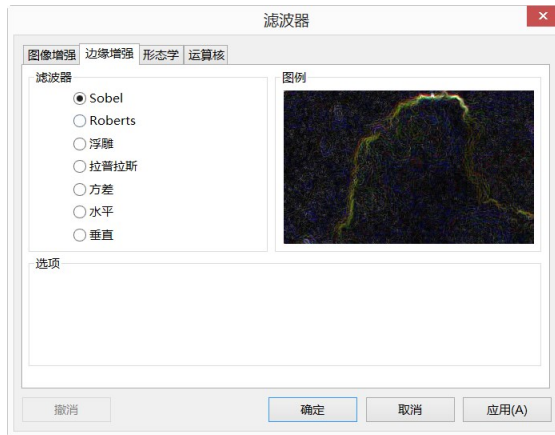 滤波器
图像增强 边缘增强 形态学 运算核
滤波器
Sobel
Roberts
浮雕
拉普拉斯
方差
水平
垂直
图例
选项
撤消 确定 取消 应用(A)